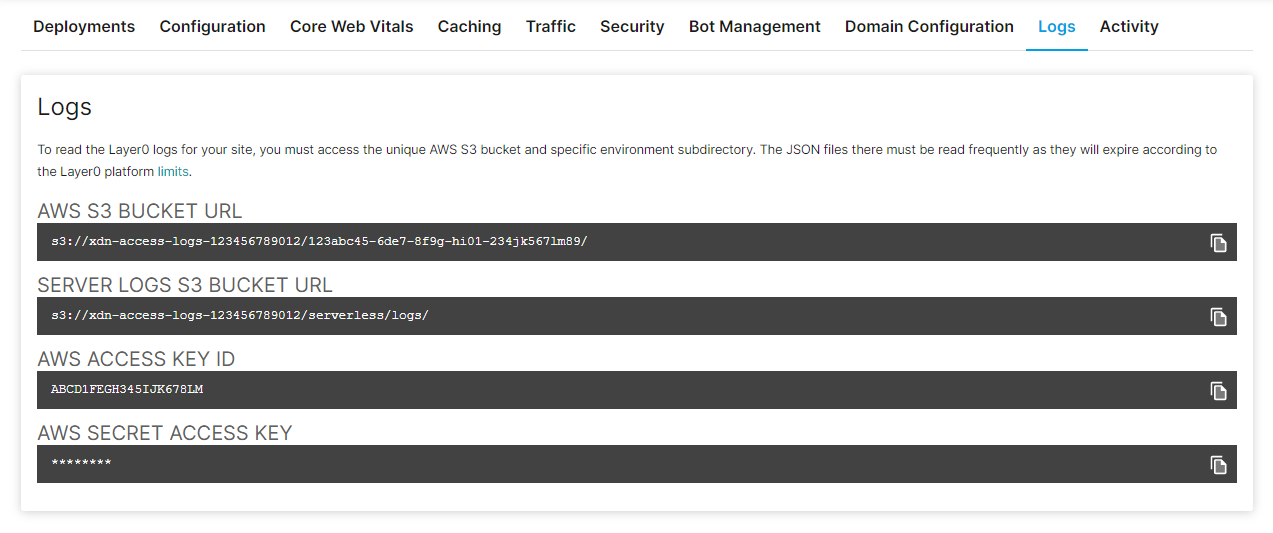 Deployments Configuration Core Web Vitals Caching Traffic Security Bot Management Domain Configuration Logs Activity
Logs
To read the Layer0 logs for your site, you must access the unique AWS S3 bucket and specific environment subdirectory. The JSON files there must be read frequently as they will expire according to
the Layer0 platform limits.
AWS S3 BUCKET URL
s3://xdn-access-logs-123456789012/123abc45-6de7-8f9g-hi01-234jk567lm89/
SERVER LOGS S3 BUCKET URL
s3://xdn-access-logs-123456789012/serverless/logs/
AWS ACCESS KEY ID
ABCD1FEGH345IJK678LM
AWS SECRET ACCESS KEY
********